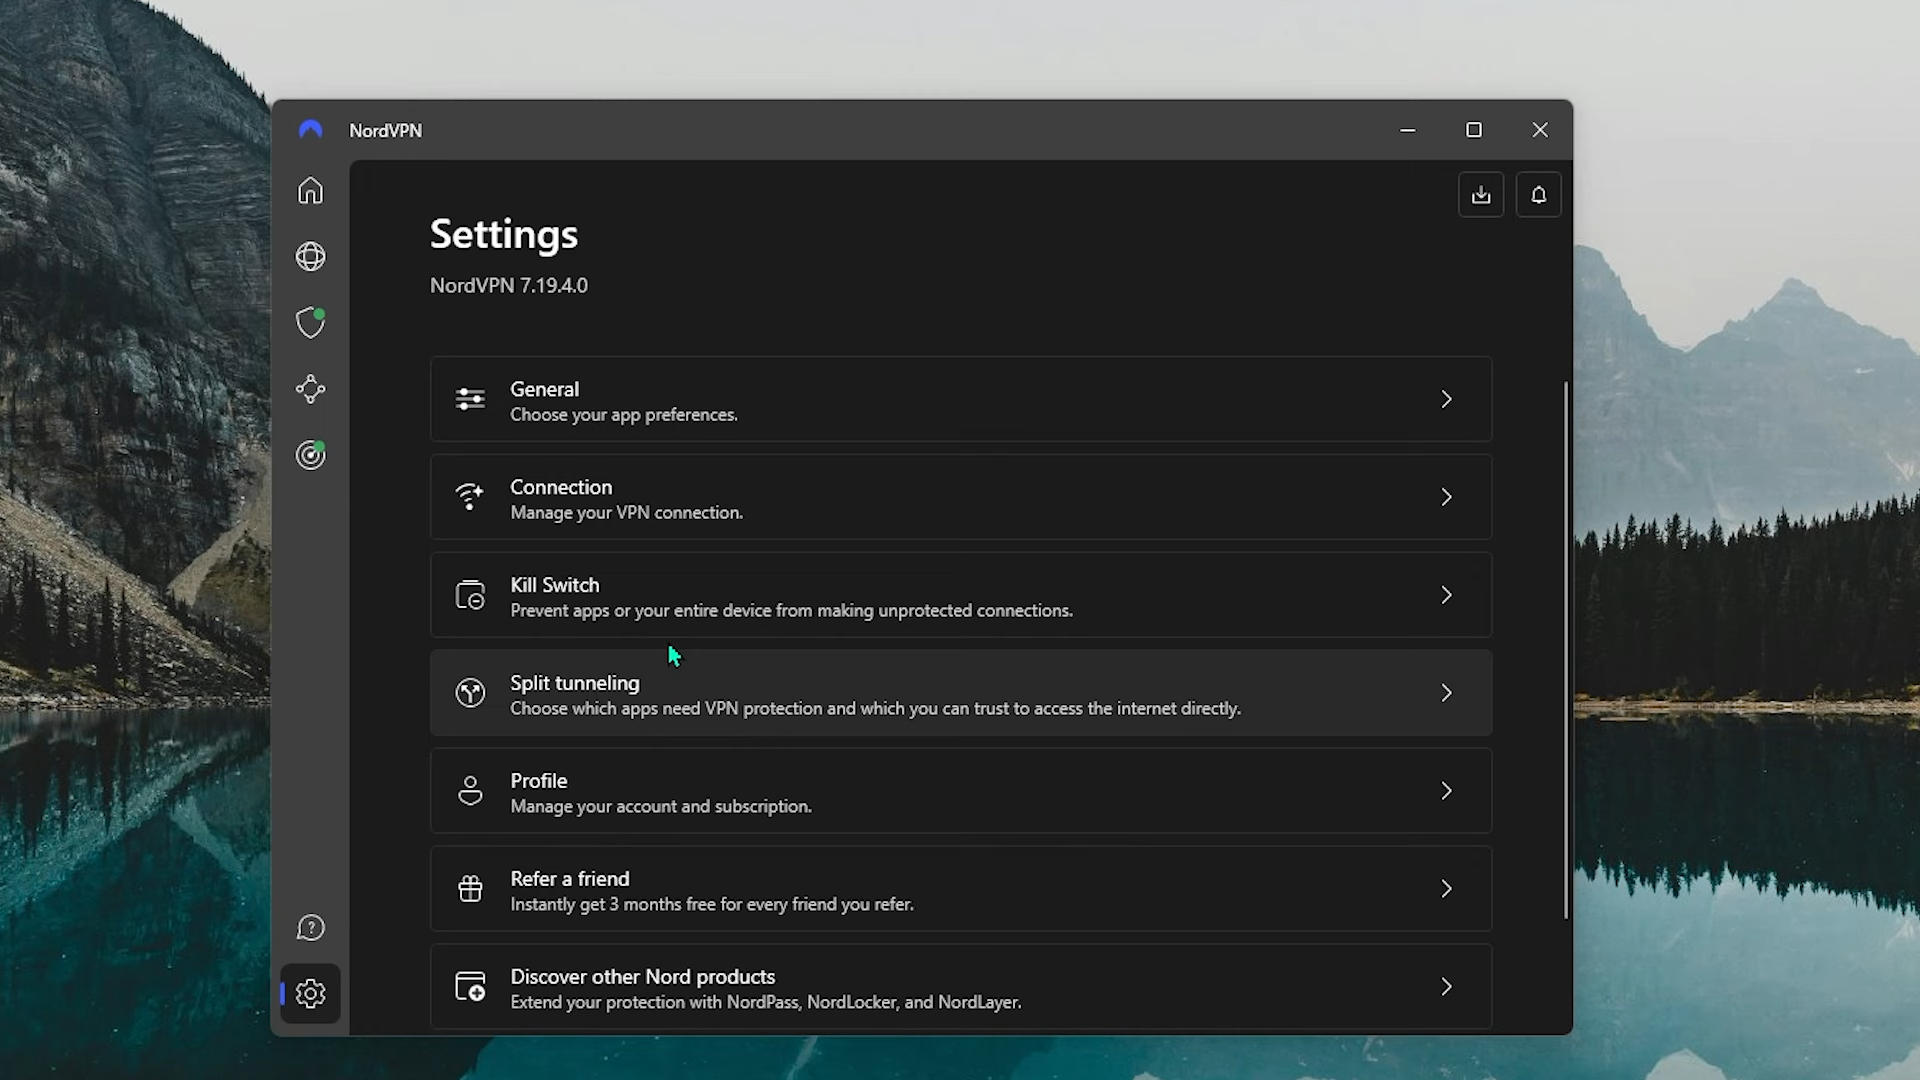 NordVPN
Settings
NordVPN 7.19.4.0
General
Choose your app preferences.
Connection
Manage your VPN connection.
Kill Switch
Prevent apps or your entire device from making unprotected connections.
Split tunneling
Choose which apps need VPN protection and which you can trust to access the internet directly.
Profile
Manage your account and subscription.
Refer a friend
Instantly get 3 months free for every friend you refer.
Discover other Nord products
Extend your protection with NordPass, NordLocker, and NordLayer.